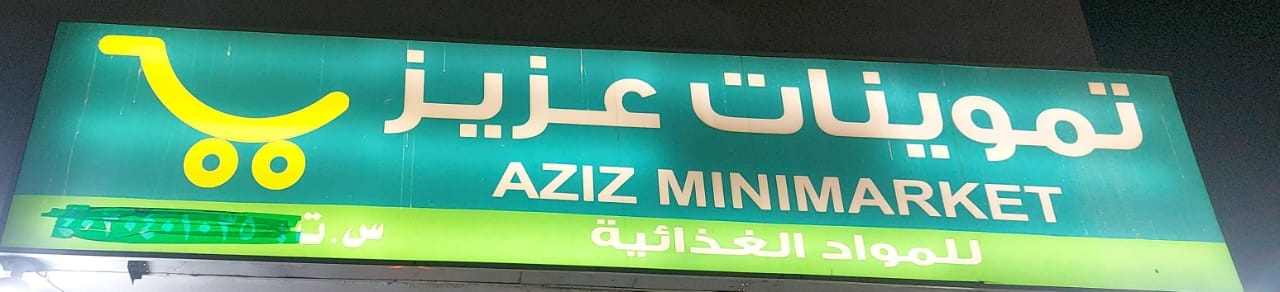 تموينات عزيز
AZIZ MINIMARKET
للمواد الغذائية
س.ت